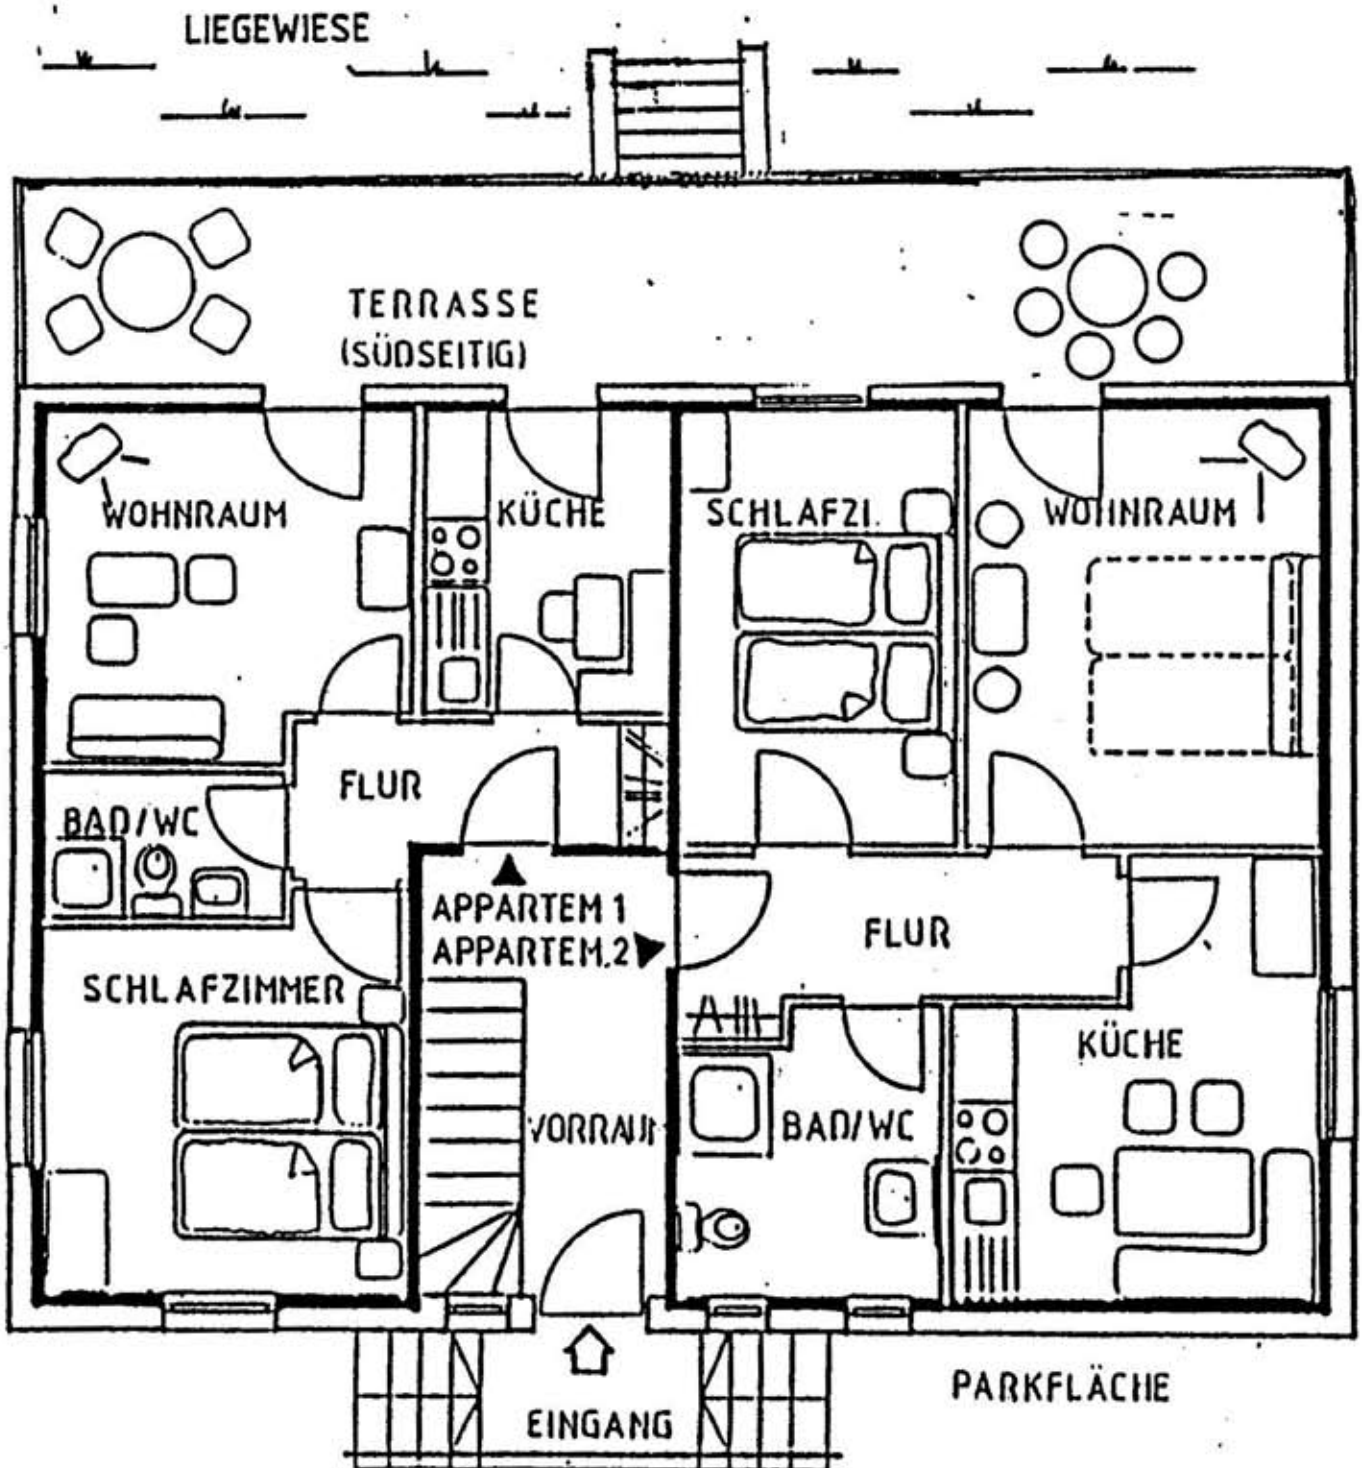 LIEGEWIESE
TERRASSE
(SÜDSEITIG)
WOHNRAUM
KÜCHE
SCHLAFZI.
WOHNRAUM
FLUR
BAD/WC
APPARTEM 1
APPARTEM.2
FLUR
SCHLAFZIMMER
KÜCHE
VORRAUM
BAD/WC
PARKFLÄCHE
EINGANG